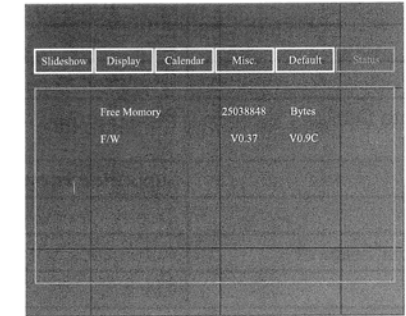 Slideshow Display Calendar Misc. Default Status
Free Momory 25038848 Bytes
F/W V0.37 V0.9C